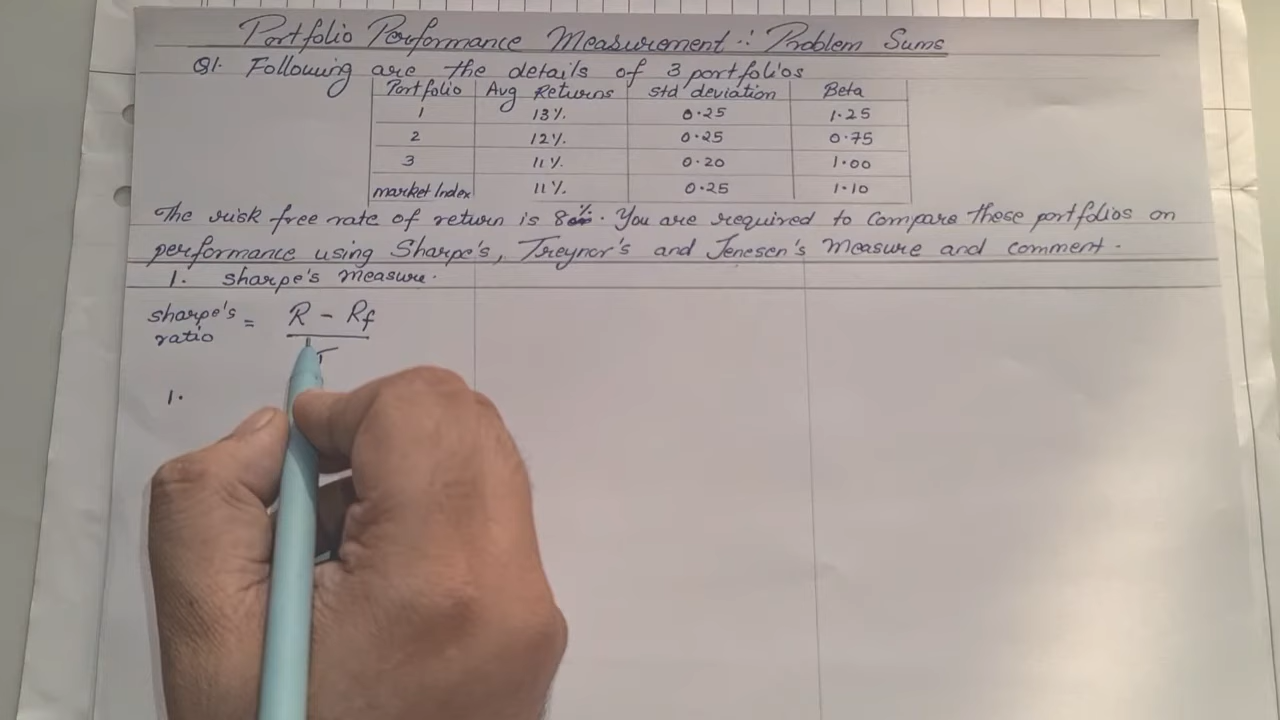 Portfolio Performance Measurement : Problem Sums
Q1. Following are the details of 3 portfolios
Portfolio Avg Returns std deviation Beta
1 13% 0.25 1.25
2 12% 0.25 0.75
3 11% 0.20 1.00
market Index 11% 0.25 1.10
The risk free rate of return is 8%. You are required to compare these portfolios on
performance using Sharpe's, Treynor's and Jenesen's Measure and comment.
1. sharpe's measure.
sharpe's ratio = R - Rf
1.